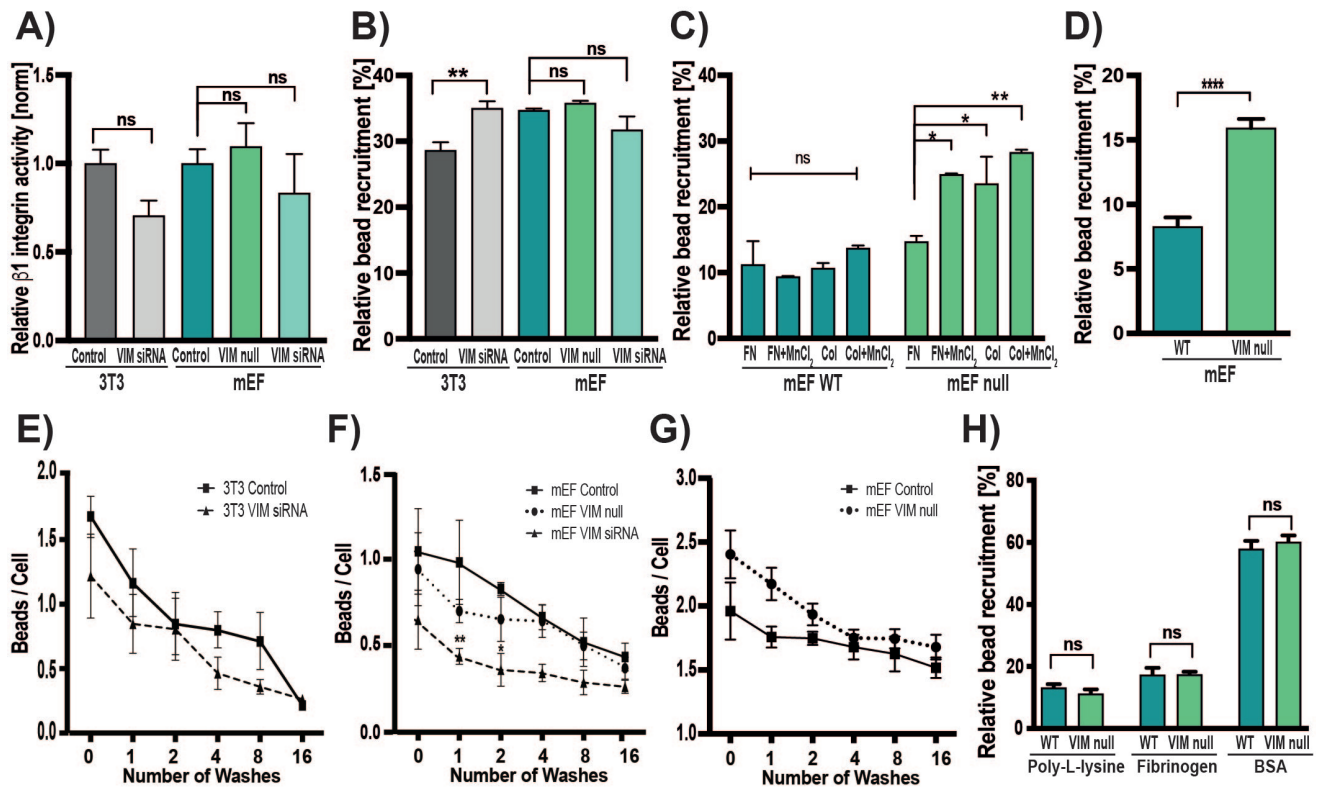 A)
Relative β1 integrin activity [norm]
1.5
1.0
0.5
0.0
ns
ns
ns
Control
VIM siRNA
Control
VIM null
VIM siRNA
3T3
mEF
B)
Relative bead recruitment [%]
40
30
20
10
0
**
ns
ns
Control
VIM siRNA
Control
VIM null
VIM siRNA
3T3
mEF
C)
Relative bead recruitment [%]
40
30
20
10
0
ns
*
*
**
FN
FN+MnCl2
Col
Col+MnCl2
FN
FN+MnCl2
Col
Col+MnCl2
mEF WT
mEF null
D)
Relative bead recruitment [%]
20
15
10
5
0
****
WT
VIM null
mEF
E)
Beads / Cell
2.0
1.5
1.0
0.5
0.0
3T3 Control
3T3 VIM siRNA
0 1 2 4 8 16
Number of Washes
F)
Beads / Cell
1.5
1.0
0.5
0
mEF Control
mEF VIM null
mEF VIM siRNA
**
*
0 1 2 4 8 16
Number of Washes
G)
Beads / Cell
3.0
2.5
2.0
1.5
1.0
mEF Control
mEF VIM null
0 1 2 4 8 16
Number of Washes
H)
Relative bead recruitment [%]
80
60
40
20
0
ns
ns
ns
WT VIM null WT VIM null WT VIM null
Poly-L-lysine Fibrinogen BSA